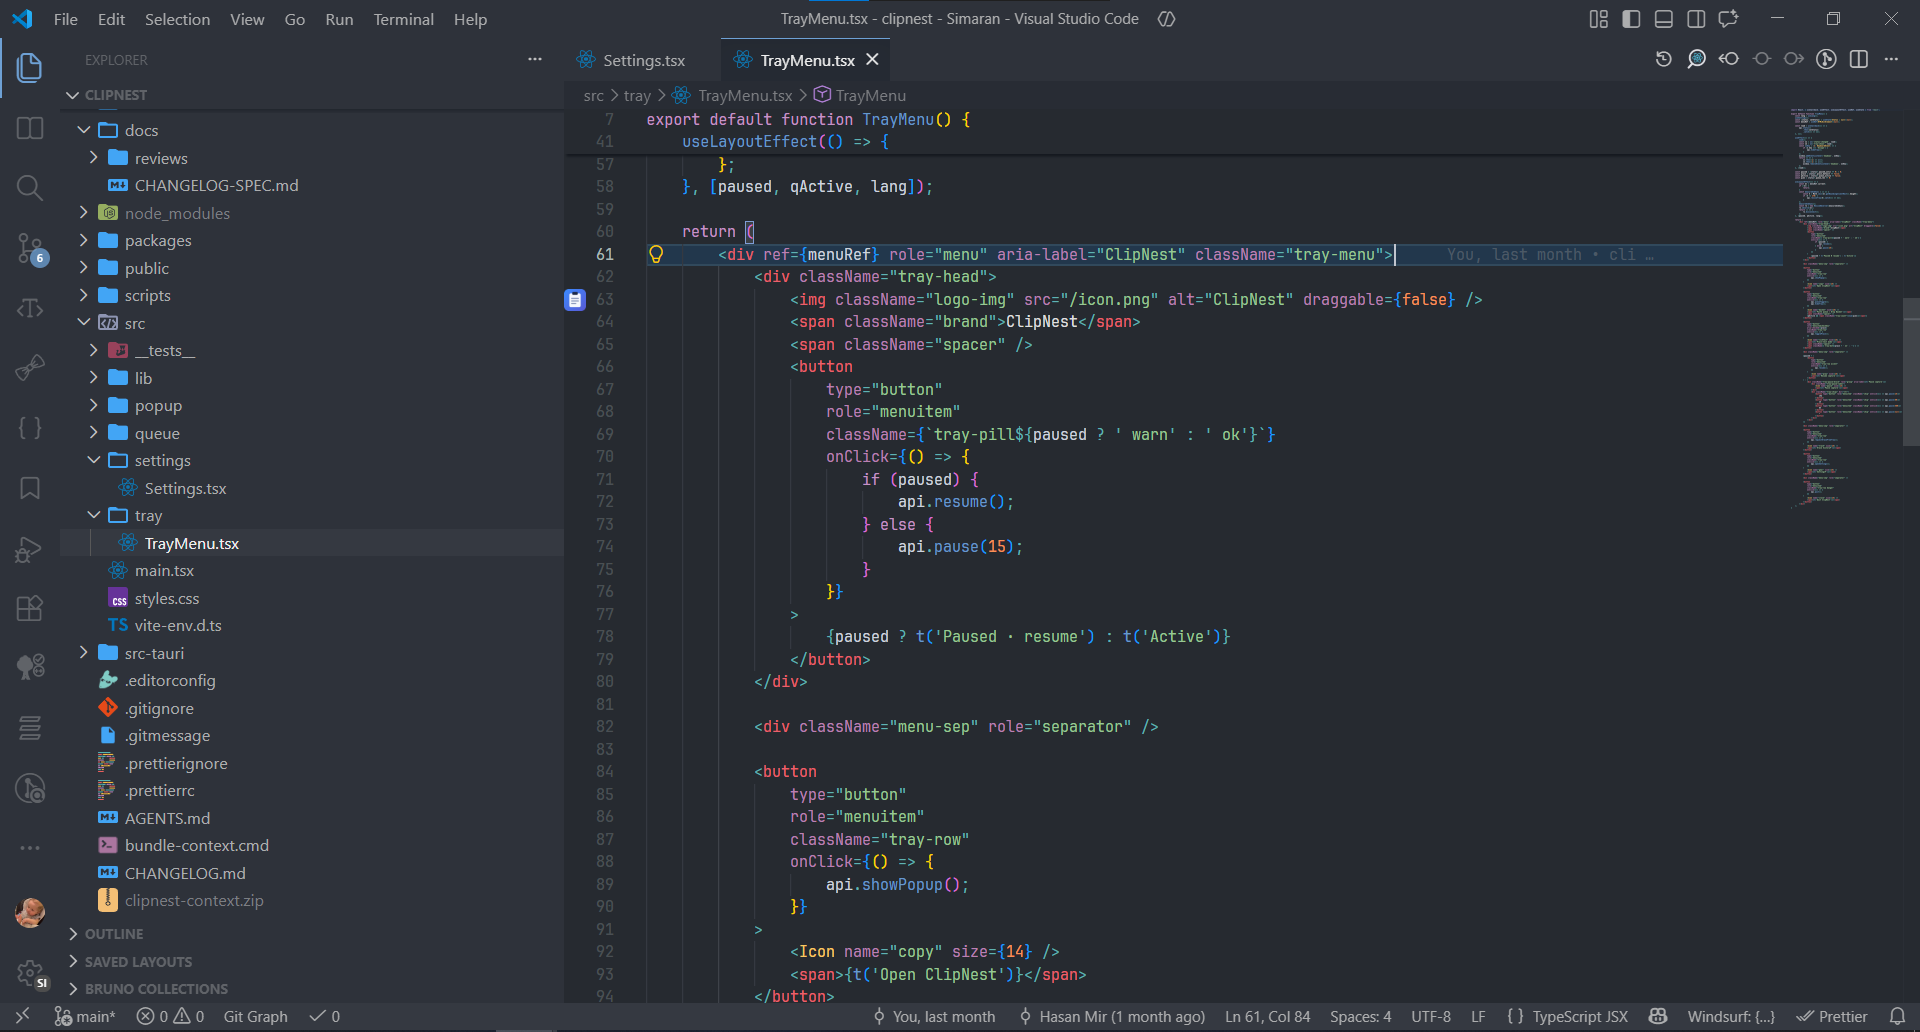 File Edit Selection View Go Run Terminal Help
TrayMenu.tsx - clipnest - Simaran - Visual Studio Code
EXPLORER
CLIPNEST
docs
reviews
CHANGELOG-SPEC.md
node_modules
packages
public
scripts
src
__tests__
lib
popup
queue
settings
Settings.tsx
tray
TrayMenu.tsx
main.tsx
styles.css
TS vite-env.d.ts
src-tauri
.editorconfig
.gitignore
.gitmessage
.prettierignore
.prettierrc
AGENTS.md
bundle-context.cmd
CHANGELOG.md
clipnest-context.zip
OUTLINE
SAVED LAYOUTS
BRUNO COLLECTIONS
6
SI
Settings.tsx TrayMenu.tsx
src > tray > TrayMenu.tsx > TrayMenu
7 export default function TrayMenu() {
41 useLayoutEffect(() => {
57 };
58 }, [paused, qActive, lang]);
59
60 return (
61 <div ref={menuRef} role="menu" aria-label="ClipNest" className="tray-menu"> You, last month • cli …
62 <div className="tray-head">
63 <img className="logo-img" src="/icon.png" alt="ClipNest" draggable={false} />
64 <span className="brand">ClipNest</span>
65 <span className="spacer" />
66 <button
67 type="button"
68 role="menuitem"
69 className={`tray-pill${paused ? ' warn' : ' ok'}`}
70 onClick={() => {
71 if (paused) {
72 api.resume();
73 } else {
74 api.pause(15);
75 }
76 }}
77 >
78 {paused ? t('Paused · resume') : t('Active')}
79 </button>
80 </div>
81
82 <div className="menu-sep" role="separator" />
83
84 <button
85 type="button"
86 role="menuitem"
87 className="tray-row"
88 onClick={() => {
89 api.showPopup();
90 }}
91 >
92 <Icon name="copy" size={14} />
93 <span>{t('Open ClipNest')}</span>
94 </button>
main* 0 0 Git Graph 0 You, last month Hasan Mir (1 month ago) Ln 61, Col 84 Spaces: 4 UTF-8 LF { } TypeScript JSX Windsurf: {...} Prettier